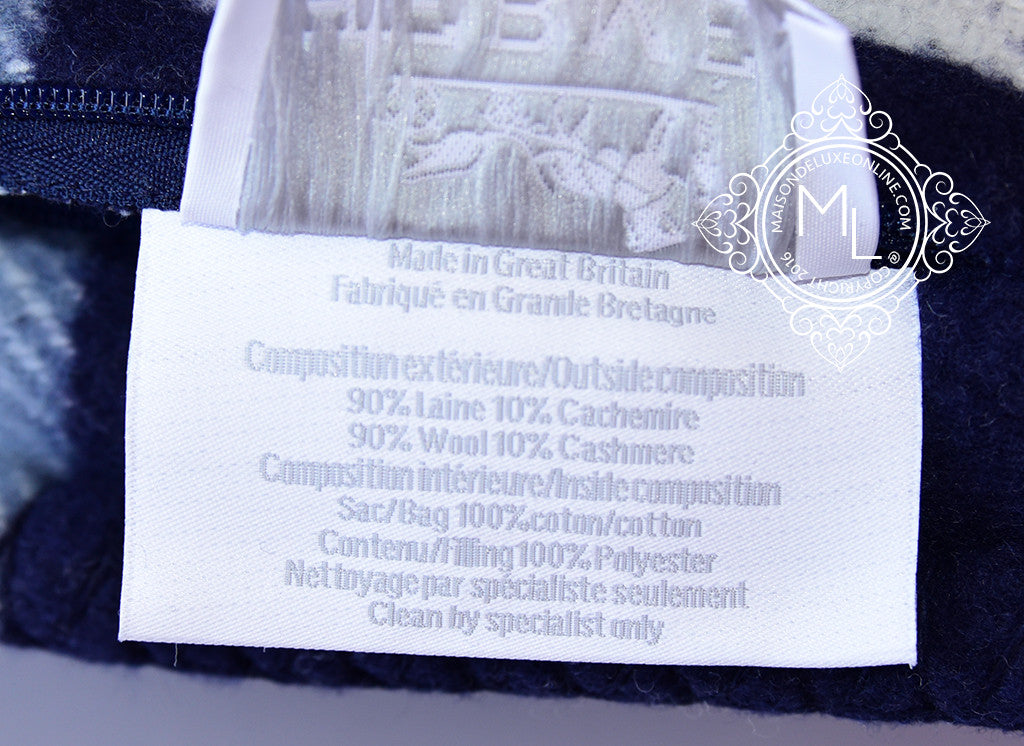 MAISONDELUXEONLINE.COM
ML
@ COPYRIGHT 2016
Made in Great Britain
Fabriqué en Grande Bretagne
Composition extérieure/Outside composition
90% Laine 10% Cachemire
90% Wool 10% Cashmere
Composition intérieure/Inside composition
Sac/Bag 100% coton/cotton
Contenu/Filling 100% Polyester
Nettoyage par spécialiste seulement
Clean by specialist only